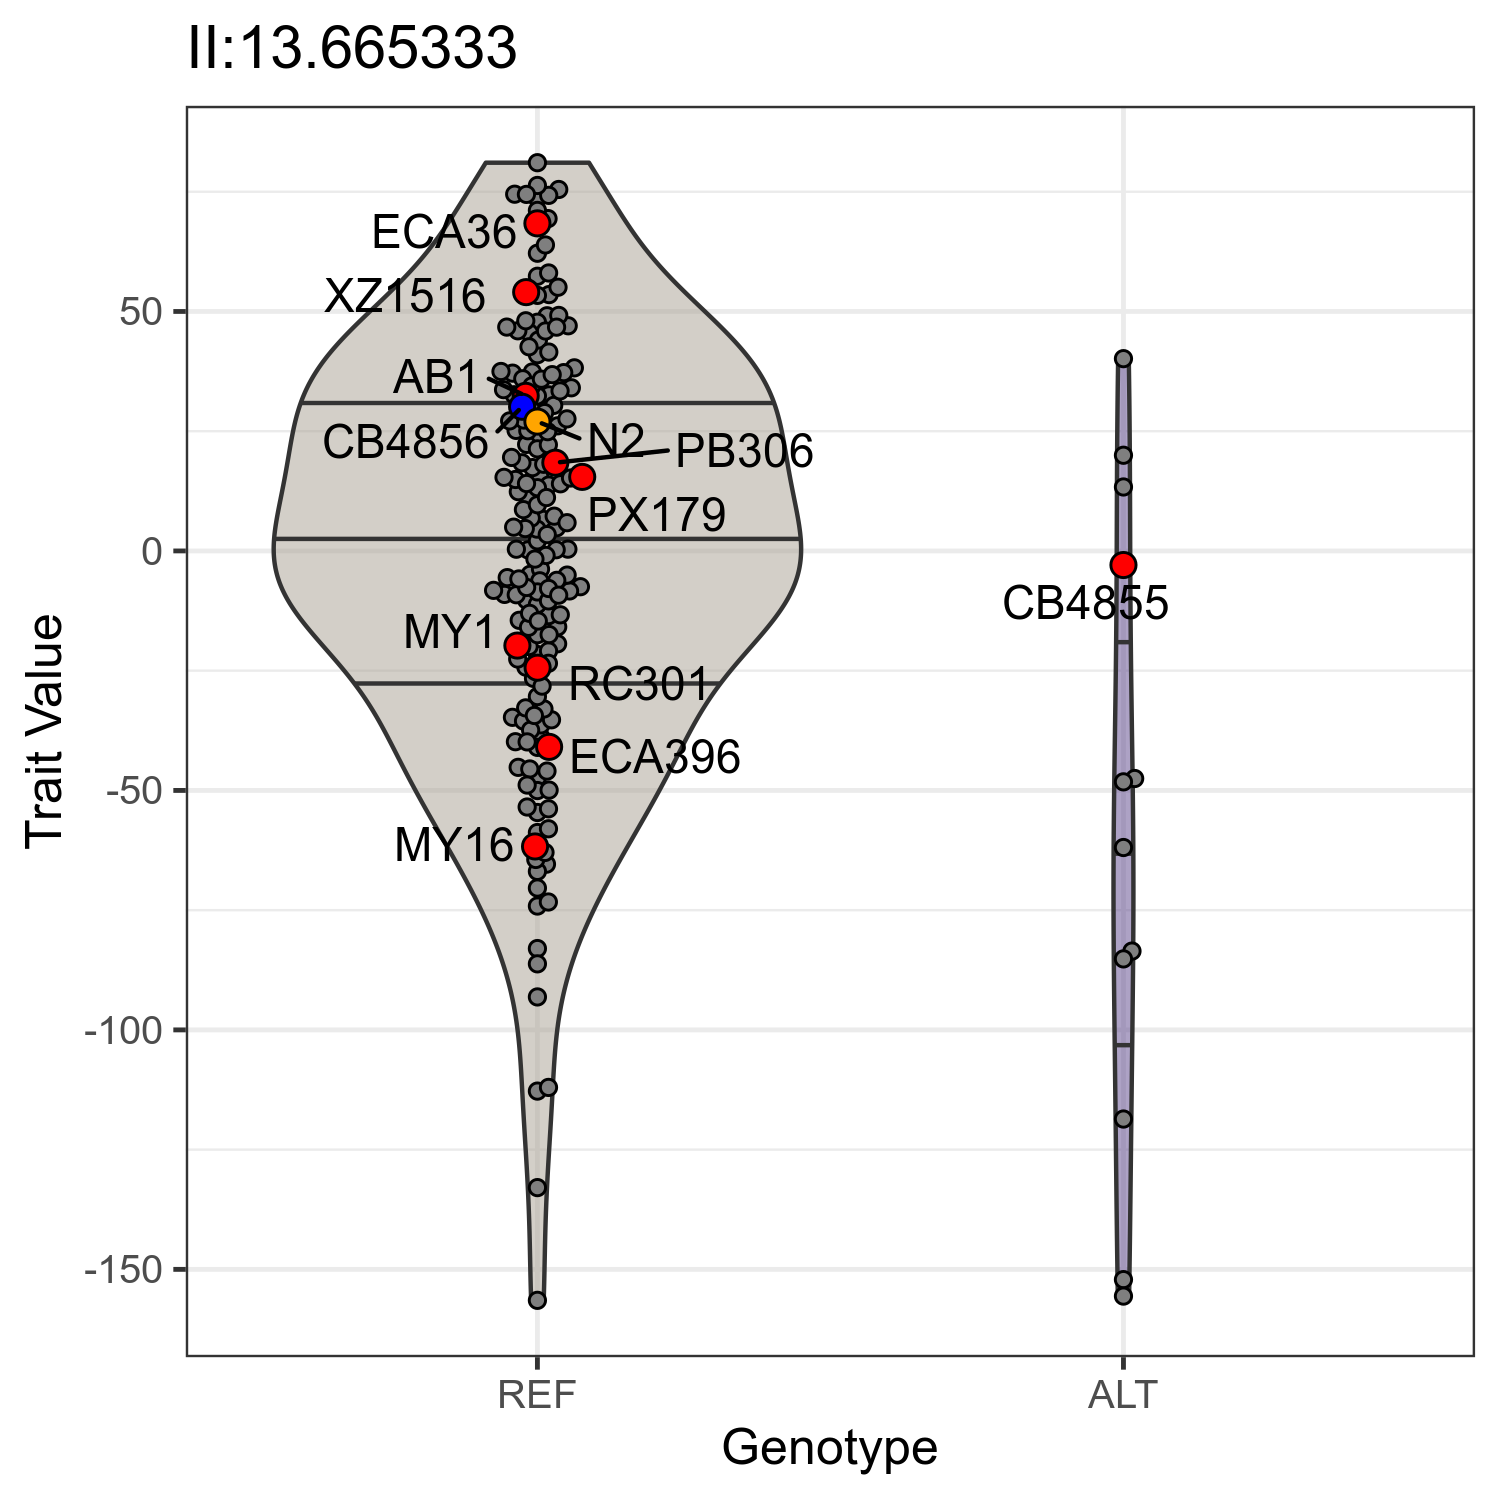 II:13.665333
Trait Value
50
0
-50
-100
-150
ECA36
XZ1516
AB1
CB4856
N2
PB306
PX179
MY1
RC301
ECA396
MY16
CB4855
REF
ALT
Genotype